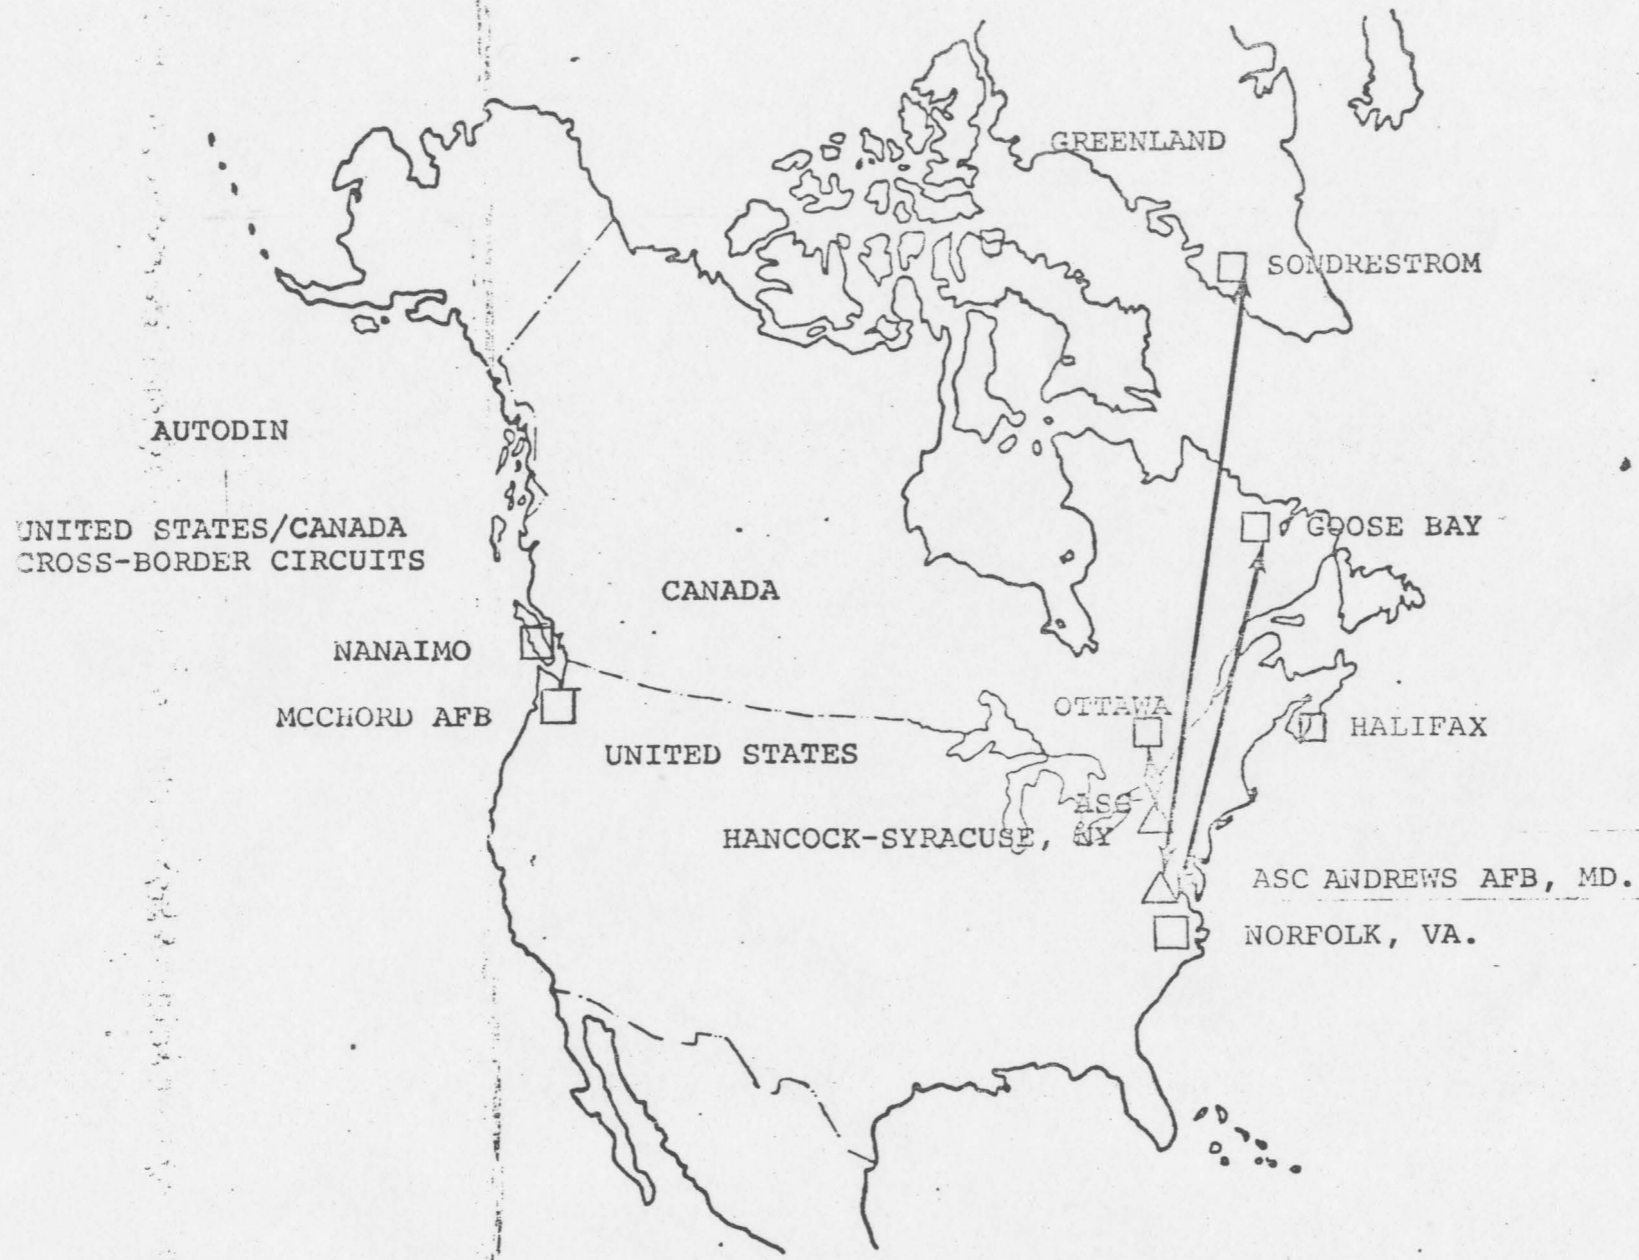 GREENLAND
SONDRESTROM
AUTODIN
UNITED STATES/CANADA
CROSS-BORDER CIRCUITS
GOOSE BAY
CANADA
NANAIMO
MCCHORD AFB
OTTAWA
HALIFAX
UNITED STATES
ASC
HANCOCK-SYRACUSE, NY
ASC ANDREWS AFB, MD.
NORFOLK, VA.